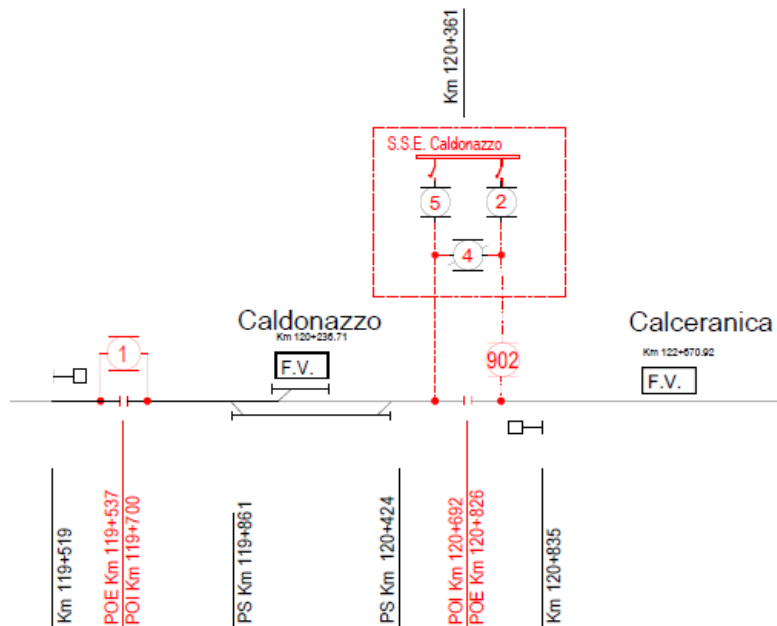 Km 120+361
S.S.E. Caldonazzo
5
2
4
Caldonazzo
Km 120+236.71
F.V.
Calceranica
Km 122+670.92
F.V.
1
902
Km 119+519
POE Km 119+537
POI Km 119+700
PS Km 119+861
PS Km 120+424
POI Km 120+692
POE Km 120+826
Km 120+835